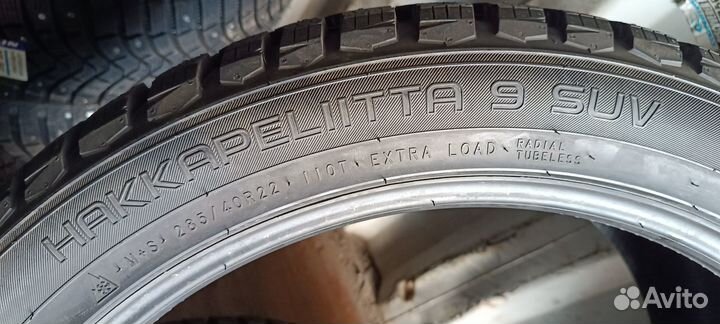 HAKKAPELIITTA 9 SUV
M+S 285/40R22 110T EXTRA LOAD RADIAL
TUBELESS
Avito